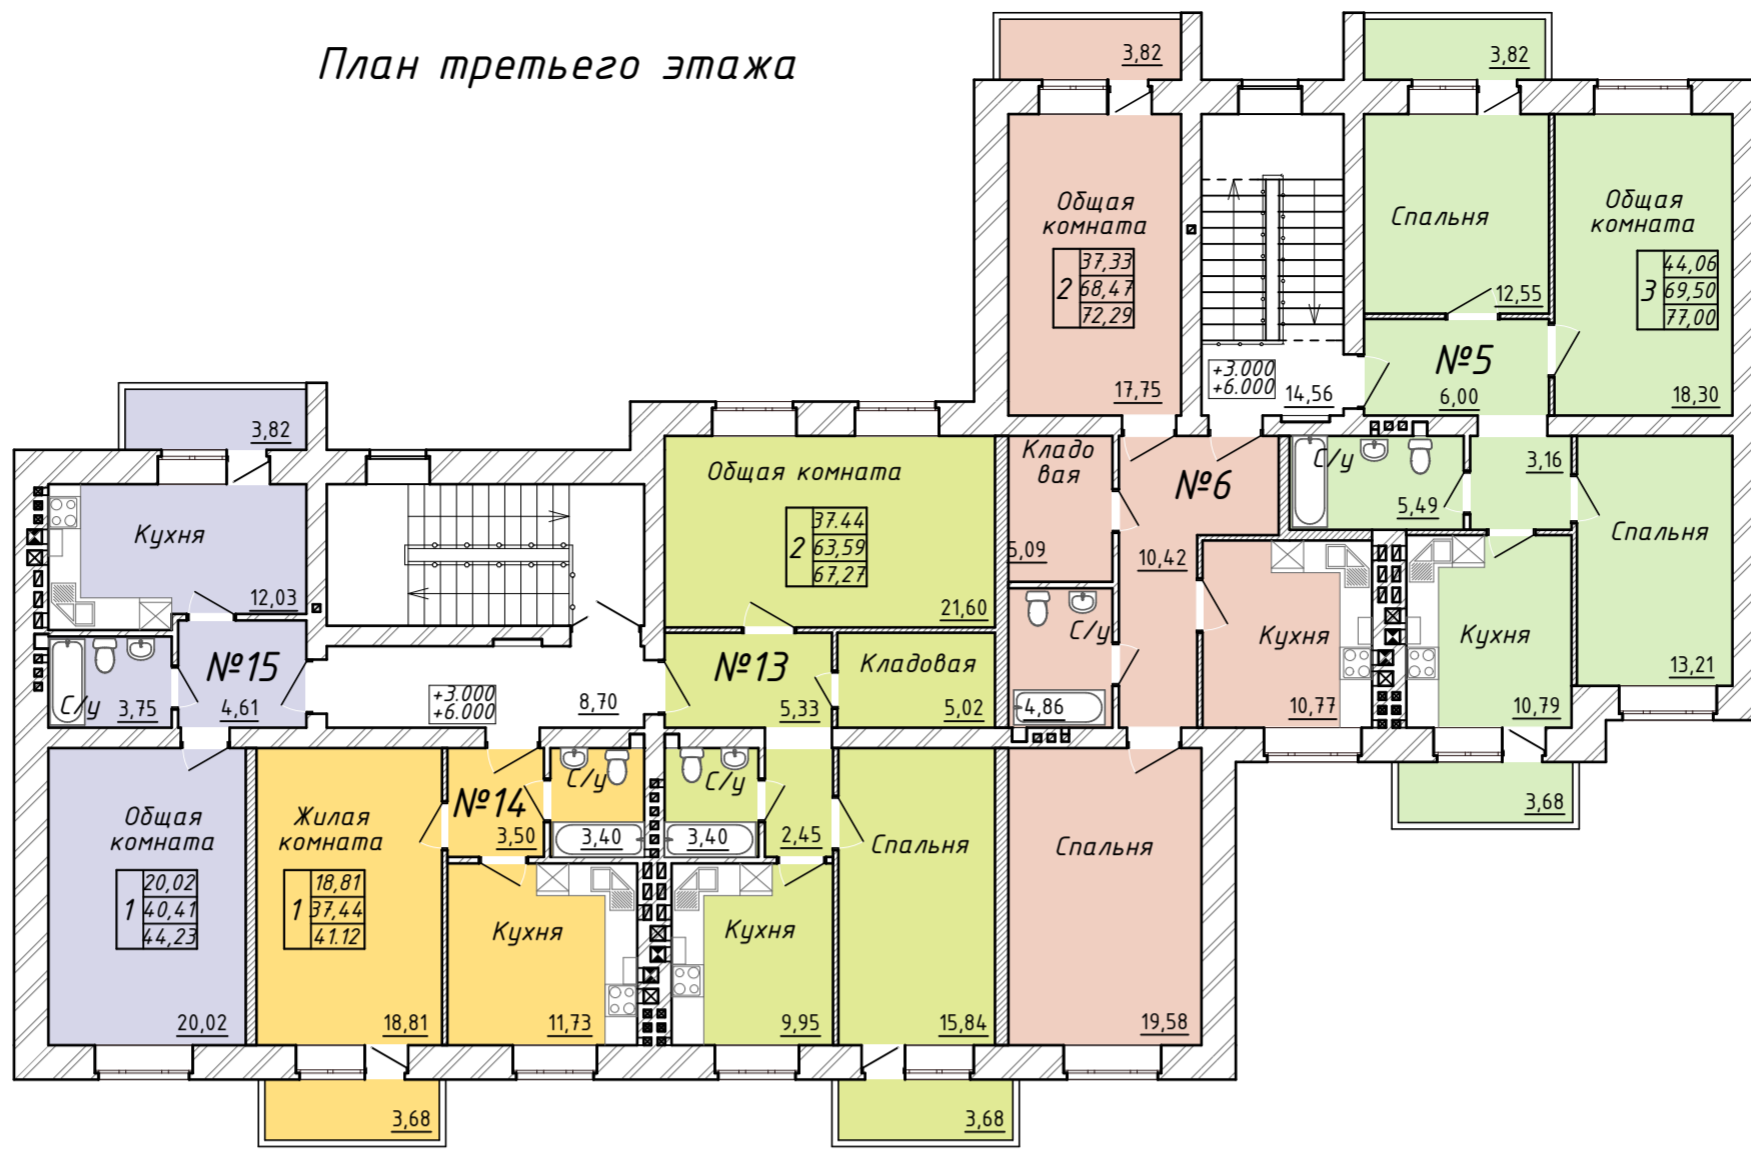 План третьего этажа
3,82
3,82
Общая
комната
2
37,33
68,47
72,29
17,75
Спальня
12,55
Общая
комната
3
44,06
69,50
77,00
18,30
+3.000
+6.000
14,56
№5
6,00
3,82
Кухня
12,03
Общая комната
2
37.44
63,59
67,27
21,60
Кладо
вая
5,09
№6
10,42
С/у
5,49
3,16
Спальня
13,21
С/у
3,75
№15
4,61
+3.000
+6.000
8,70
№13
5,33
Кладовая
5,02
С/у
4,86
Кухня
10,77
Кухня
10,79
3,68
Общая
комната
1
20,02
40,41
44,23
20,02
Жилая
комната
1
18,81
37,44
41.12
18,81
№14
3,50
С/у
3,40
Кухня
11,73
С/у
3,40
2,45
Кухня
9,95
Спальня
15,84
Спальня
19,58
3,68
3,68